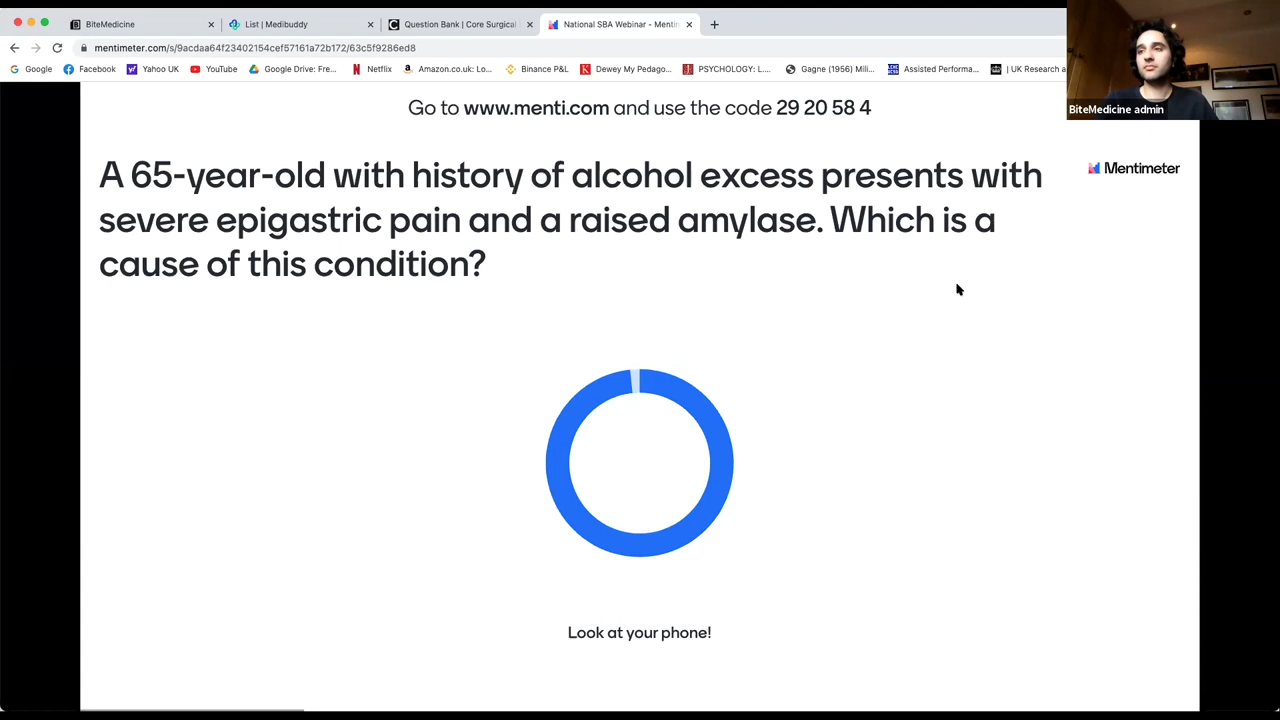 BiteMedicine
List | Medibuddy
Question Bank | Core Surgical
National SBA Webinar - Mentim
mentimeter.com/s/9acdaa64f23402154cef57161a72b172/63c5f9286ed8
Google
Facebook
Yahoo UK
YouTube
Google Drive: Fre...
Netflix
Amazon.co.uk: Lo...
Binance P&L
Dewey My Pedago...
PSYCHOLOGY: L....
Gagne (1956) Mili...
Assisted Performa...
| UK Research a
BiteMedicine admin
Go to www.menti.com and use the code 29 20 58 4
Mentimeter
A 65-year-old with history of alcohol excess presents with
severe epigastric pain and a raised amylase. Which is a
cause of this condition?
Look at your phone!